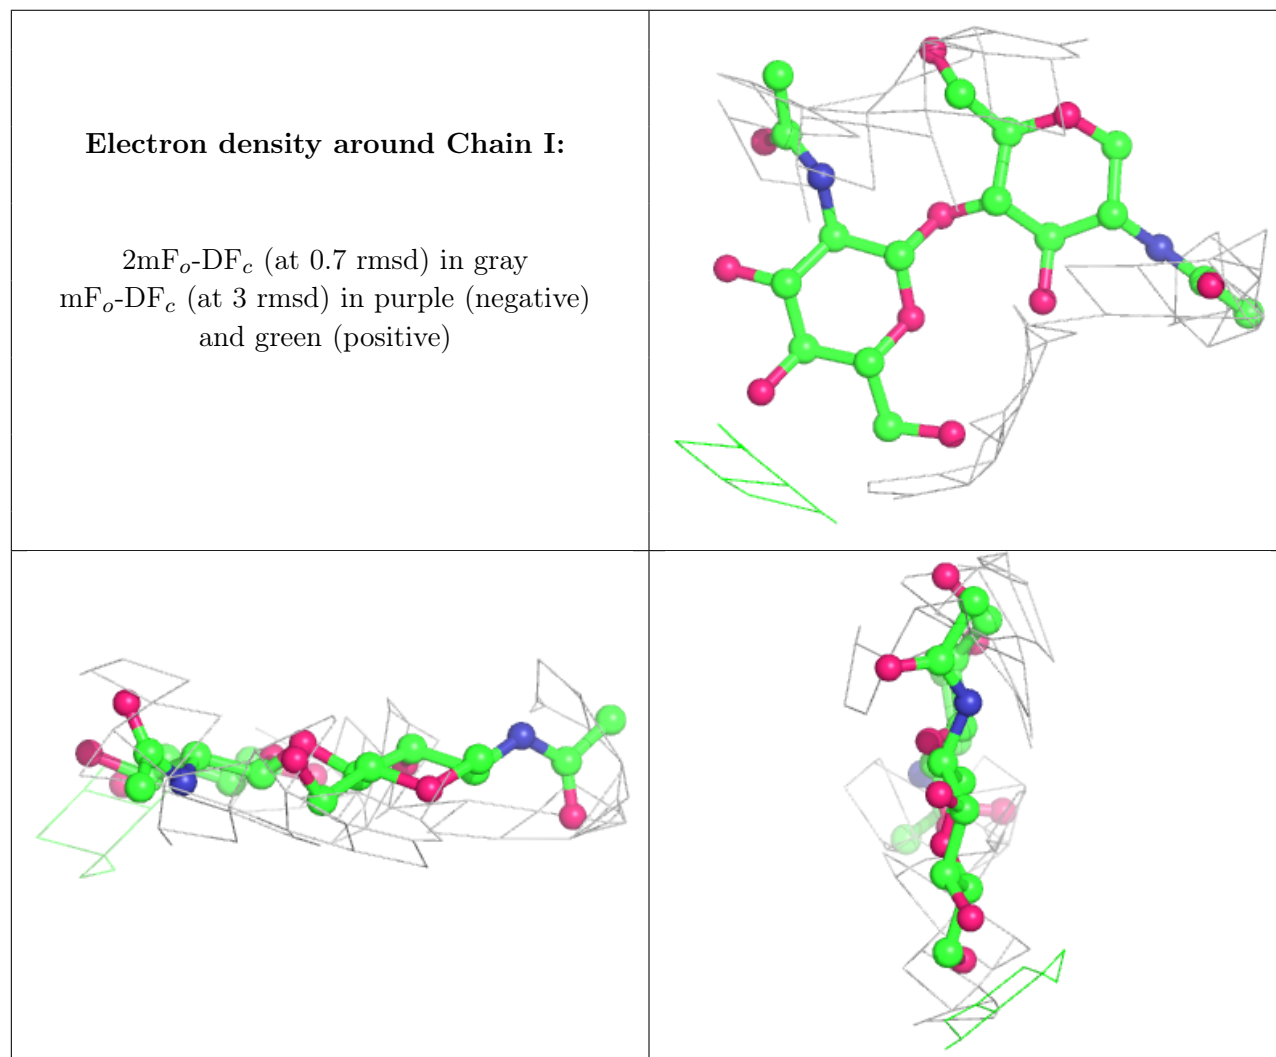 Electron density around Chain I:
2mFo-DFc (at 0.7 rmsd) in gray
mFo-DFc (at 3 rmsd) in purple (negative)
and green (positive)